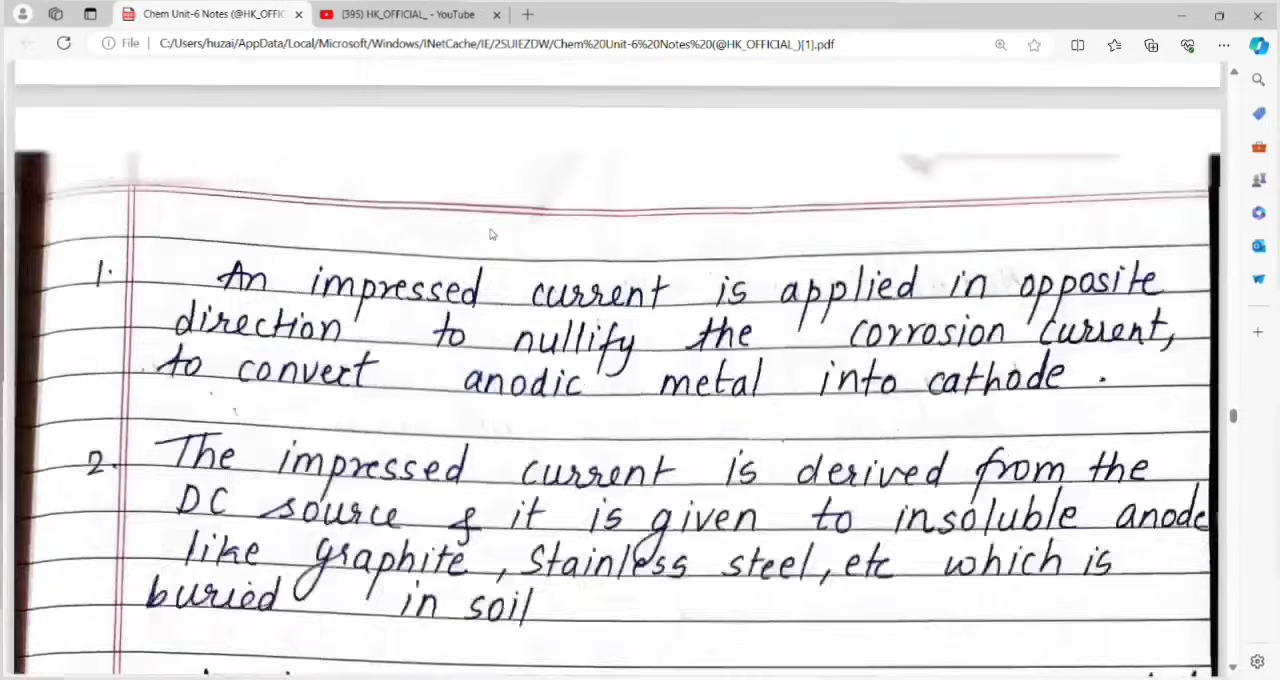 Chem Unit-6 Notes (@HK_OFFIC
(395) HK_OFFICIAL_ - YouTube
File
C:/Users/huzai/AppData/Local/Microsoft/Windows/INetCache/IE/2SUIEZDW/Chem%20Unit-6%20Notes%20(@HK_OFFICIAL_)[1].pdf
1. An impressed current is applied in opposite
direction to nullify the corrosion current,
to convert anodic metal into cathode.
2. The impressed current is derived from the
DC source & it is given to insoluble anode
like graphite, stainless steel, etc which is
buried in soil